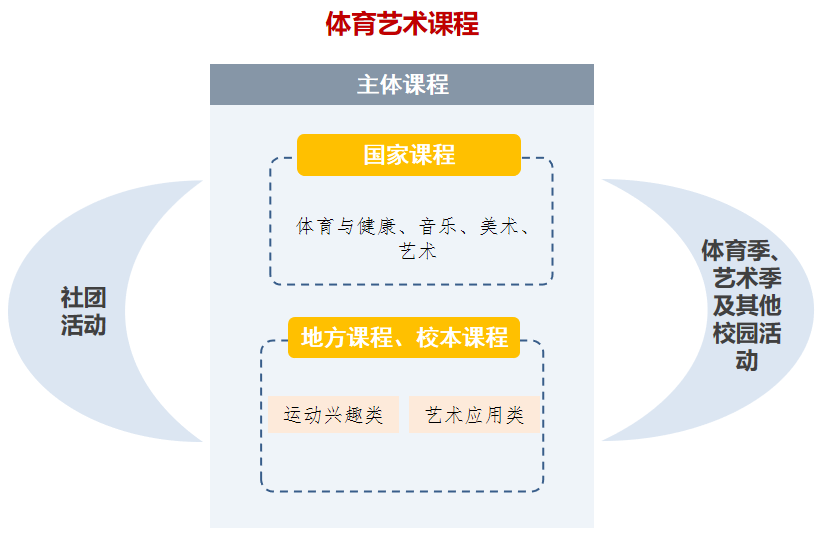 体育艺术课程
主体课程
国家课程
体育与健康、音乐、美术、
艺术
地方课程、校本课程
运动兴趣类
艺术应用类
社团
活动
体育季、
艺术季
及其他
校园活
动